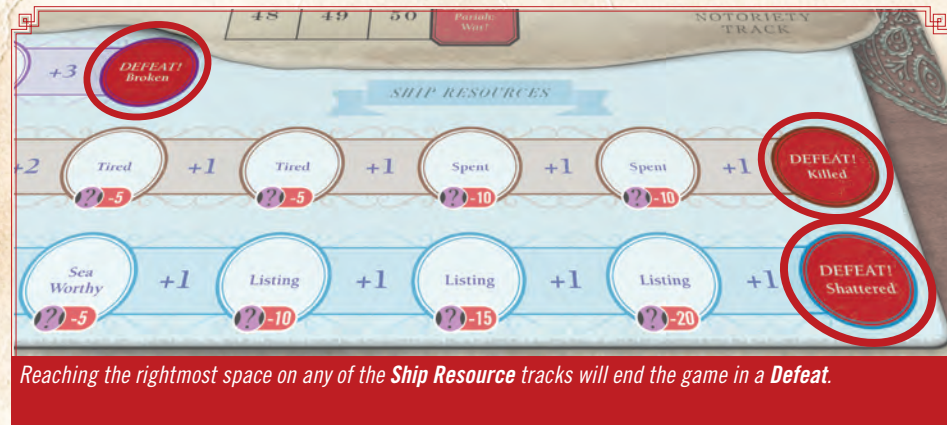 48 49 50 Pariah: War?
NOTORIETY
TRACK
+3 DEFEAT! Broken
SHIP RESOURCES
+2 Tired +1 Tired +1 Spent +1 Spent +1 DEFEAT! Killed
? -5 ? -5 ? -10 ? -10
Sea Worthy +1 Listing +1 Listing +1 Listing +1 DEFEAT! Shattered
? -5 ? -10 ? -15 ? -20
Reaching the rightmost space on any of the Ship Resource tracks will end the game in a Defeat.